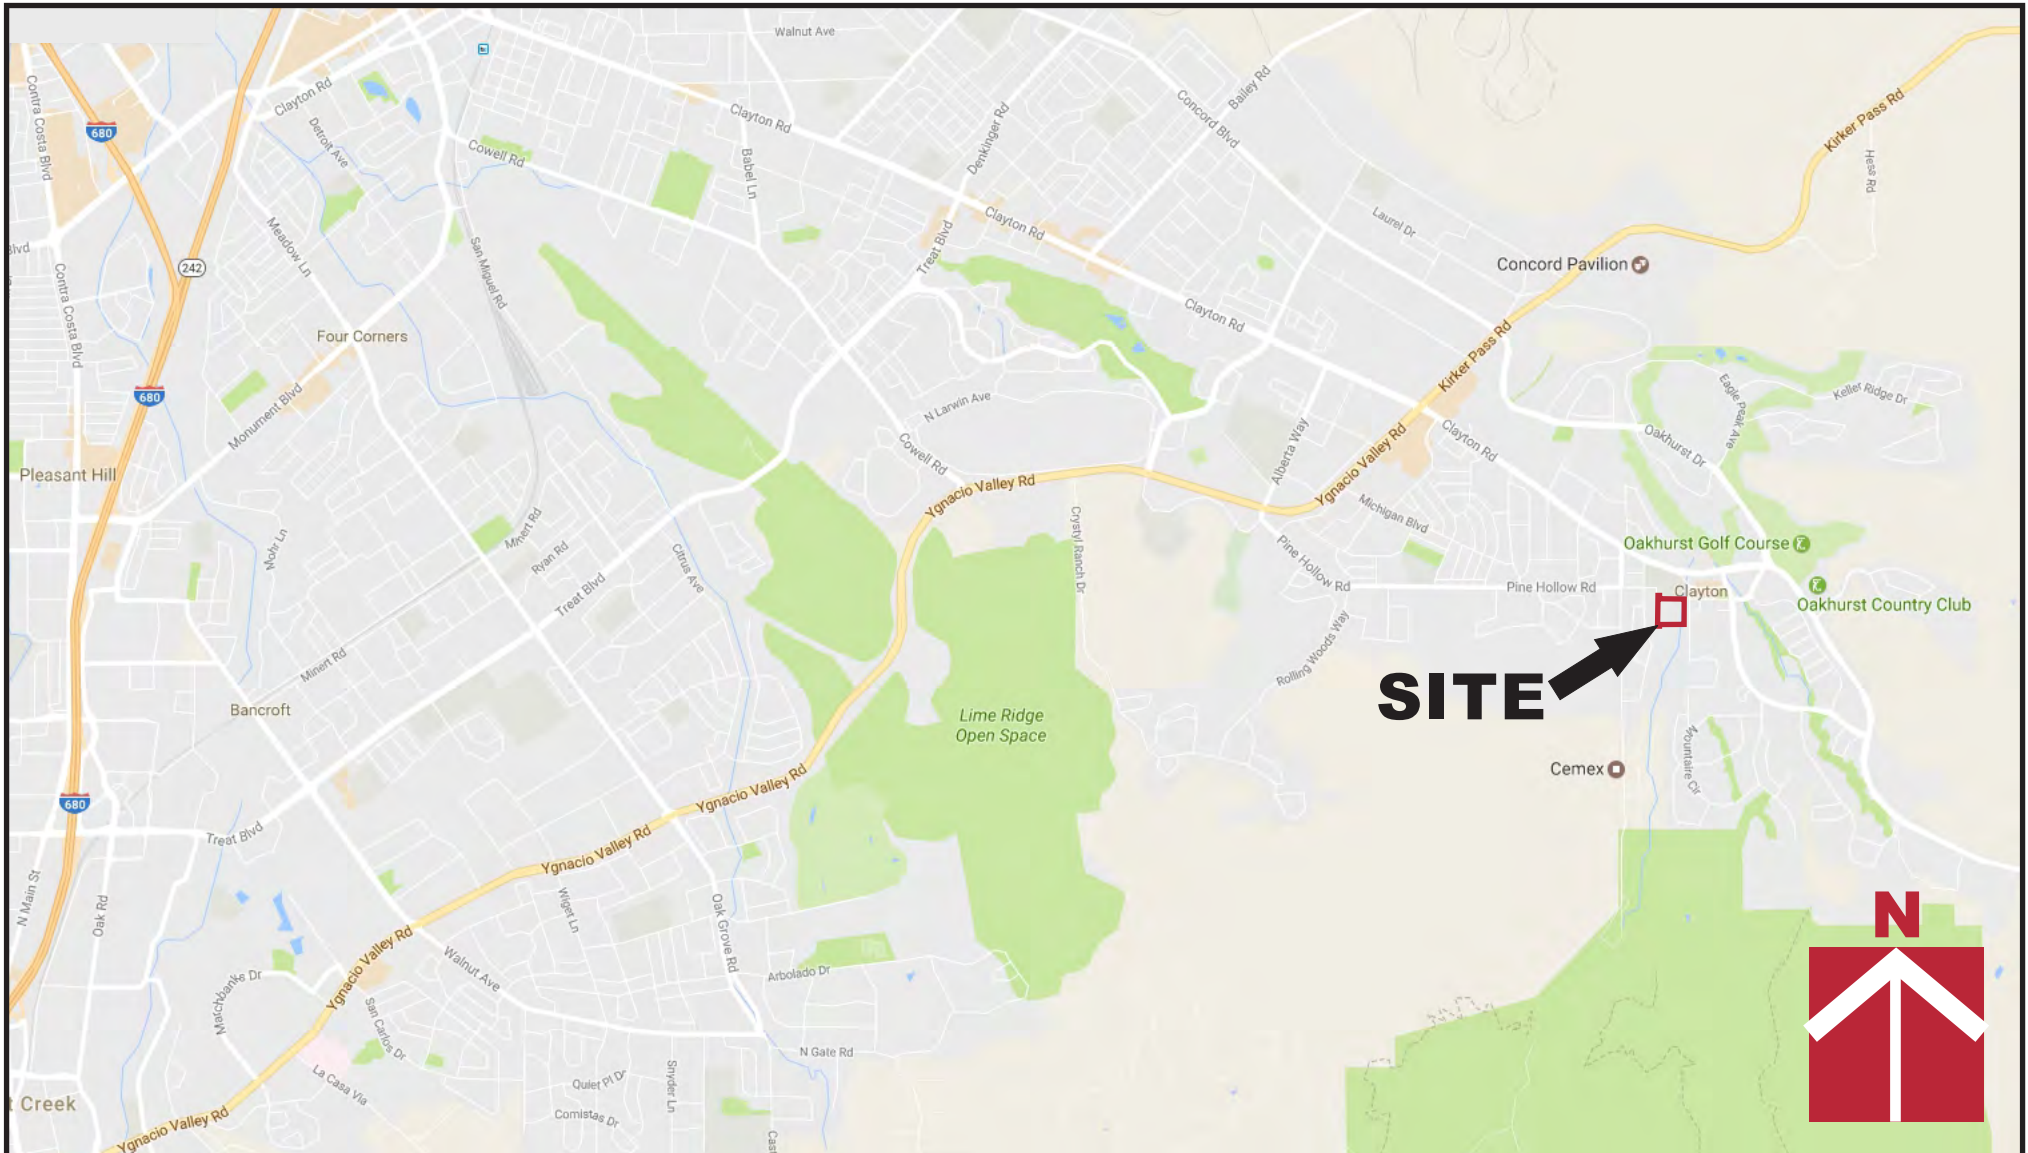 Walnut Ave
Clayton Rd
Contra Costa Blvd
680
Detroit Ave
Cowell Rd
Babel Ln
Clayton Rd
Denkinger Rd
Concord Blvd
Bailey Rd
Kirker Pass Rd
Hess Rd
Laurel Dr
Clayton Rd
Treat Blvd
Meadow Ln
San Miguel Rd
Blvd
242
Contra Costa Blvd
Concord Pavilion
Clayton Rd
Four Corners
Kirker Pass Rd
680
Monument Blvd
N Larwin Ave
Cowell Rd
Eagle Peak Ave
Keller Ridge Dr
Oakhurst Dr
Clayton Rd
Alberta Way
Ygnacio Valley Rd
Pleasant Hill
Ygnacio Valley Rd
Michigan Blvd
Crystyl Ranch Dr
Mohr Ln
Minert Rd
Ryan Rd
Citrus Ave
Treat Blvd
Pine Hollow Rd
Pine Hollow Rd
Oakhurst Golf Course
Clayton
Oakhurst Country Club
Rolling Woods Way
Minert Rd
Bancroft
SITE
Lime Ridge
Open Space
Mountaire Cir
Cemex
680
Ygnacio Valley Rd
Treat Blvd
Ygnacio Valley Rd
N Main St
Oak Rd
Wiget Ln
Oak Grove Rd
N
Ygnacio Valley Rd
Walnut Ave
Arbolado Dr
Marchbanks Dr
San Carlos Dr
N Gate Rd
La Casa Via
Quiet Pl Dr
Snyder Ln
Comistas Dr
t Creek
Ygnacio Valley Rd
Cast